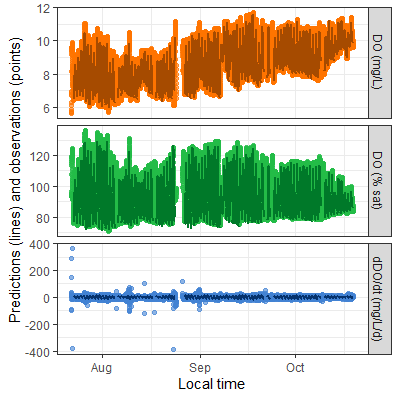 Predictions (lines) and observations (points)
12
10
8
6
DO (mg/L)
120
100
80
DO (% sat)
400
200
0
-200
-400
dDO/dt (mg/L/d)
Aug Sep Oct
Local time